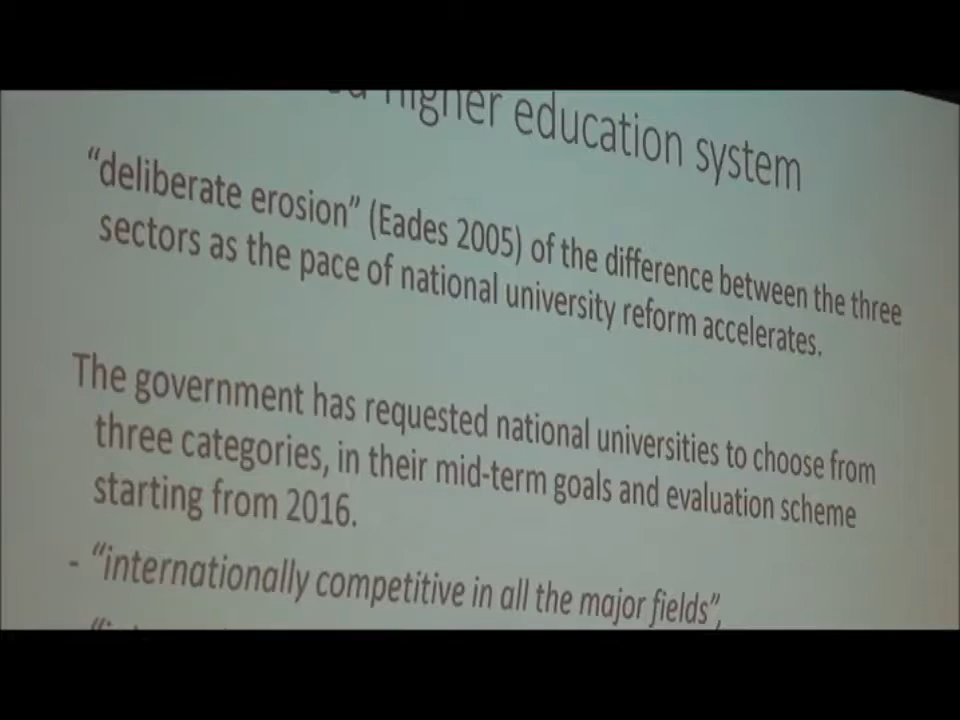 higher education system
“deliberate erosion” (Eades 2005) of the difference between the three
sectors as the pace of national university reform accelerates.
The government has requested national universities to choose from
three categories, in their mid-term goals and evaluation scheme
starting from 2016.
- “internationally competitive in all the major fields”,